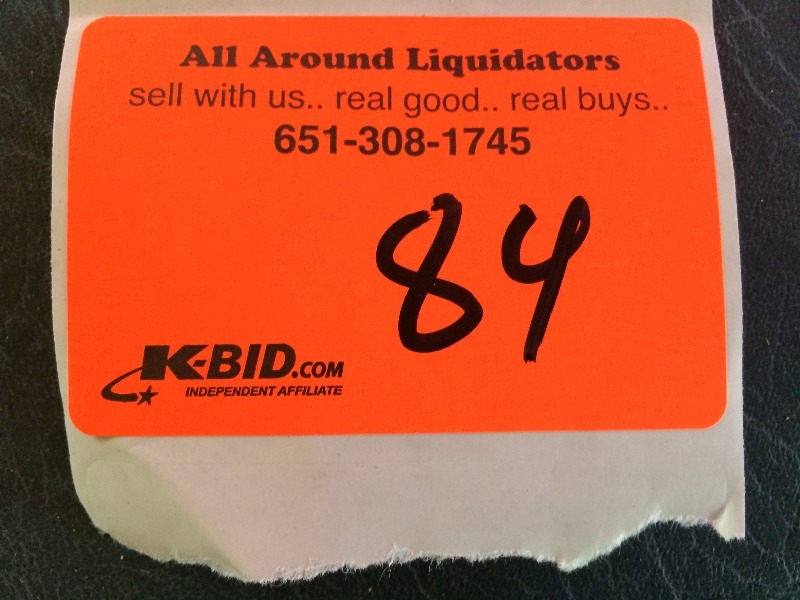 All Around Liquidators
sell with us.. real good.. real buys..
651-308-1745
84
K-BID.COM
INDEPENDENT AFFILIATE